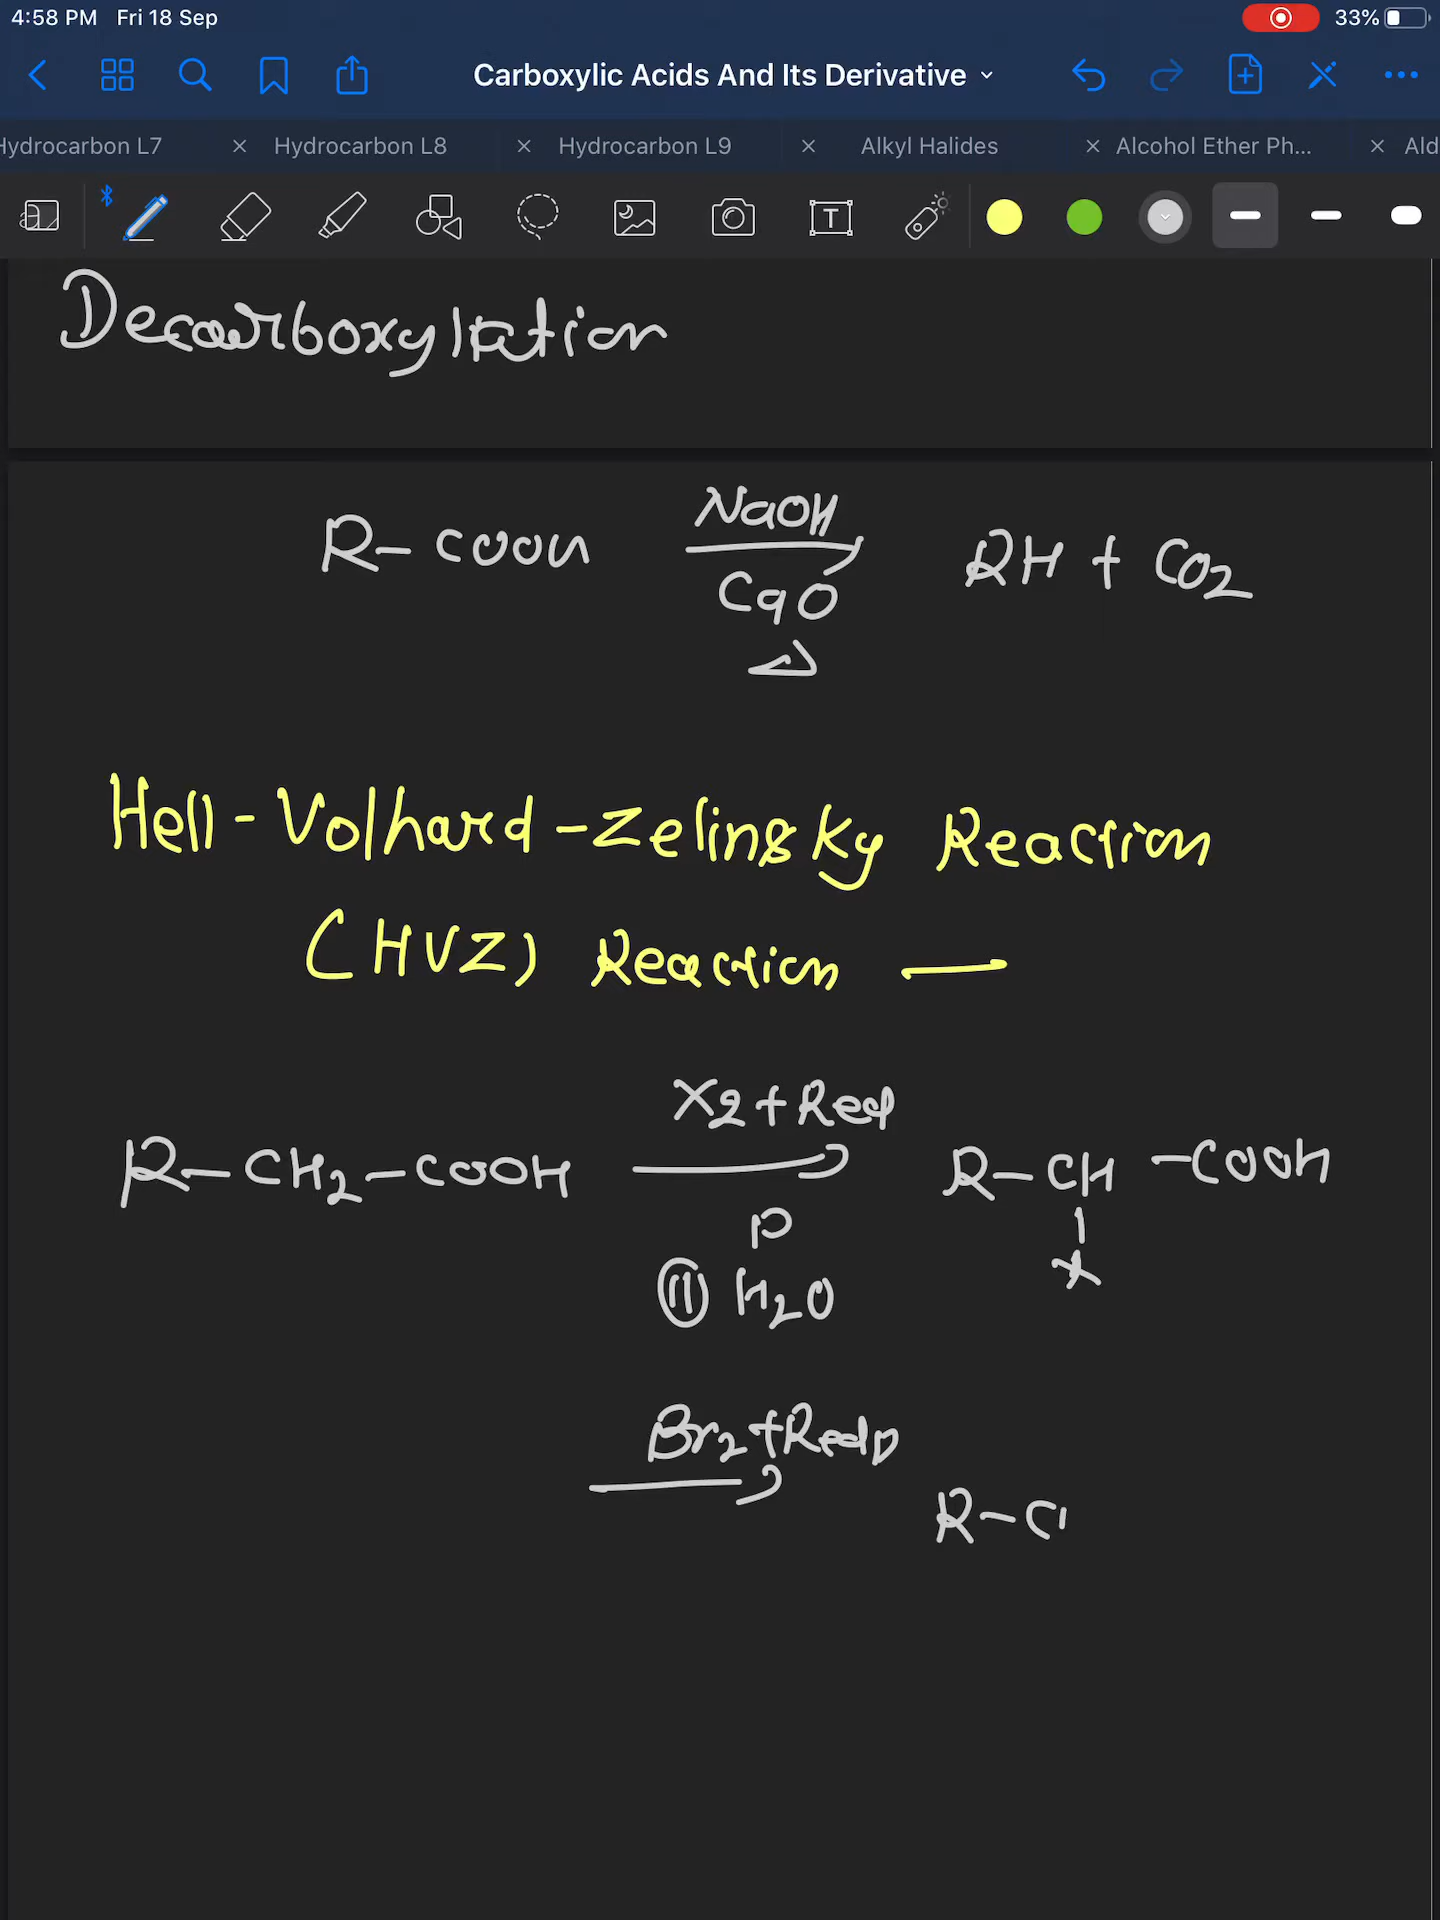 4:58 PM Fri 18 Sep 33%
Carboxylic Acids And Its Derivative
Hydrocarbon L7 × Hydrocarbon L8 × Hydrocarbon L9 × Alkyl Halides × Alcohol Ether Ph... × Ald
Decarboxylation
R-COOH NaOH CaO Δ RH + CO2
Hell-Volhard-Zelinsky Reaction
(HVZ) Reaction —
X2+Red
R-CH2-COOH P R-CH-COOH
X
(II) H2O
Br2+Red P
R-C